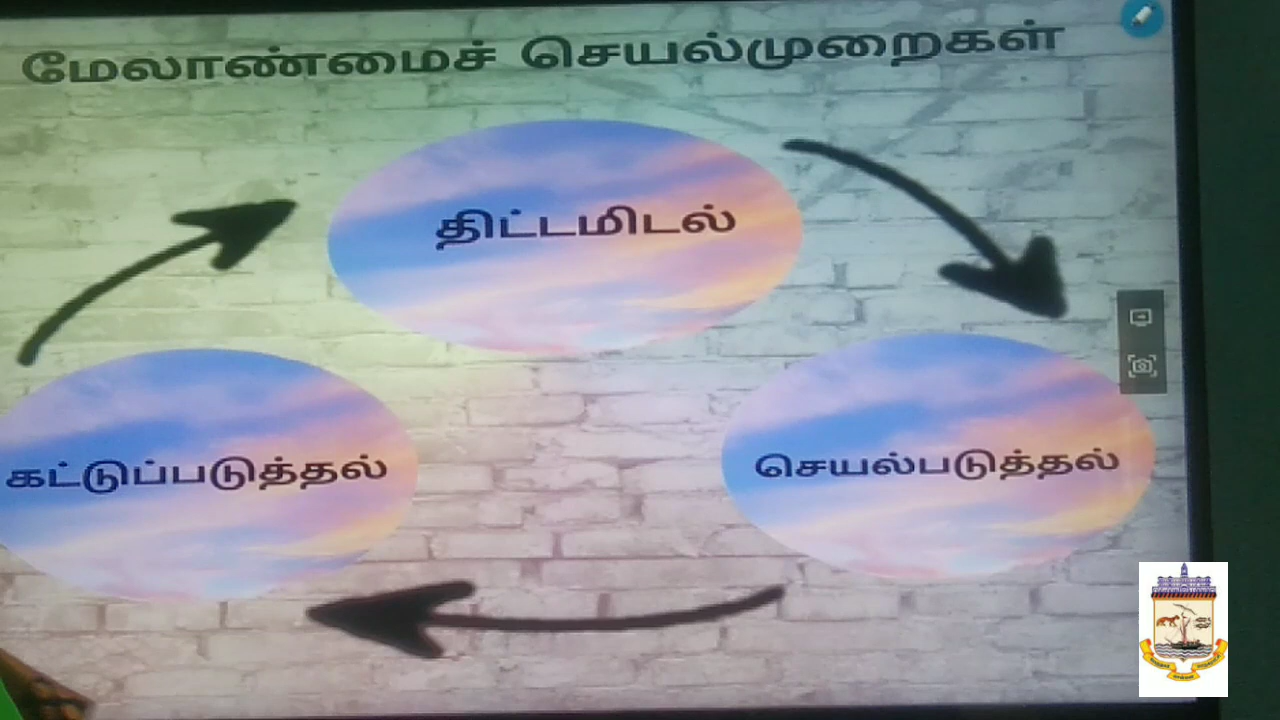 மேலாண்மைச் செயல்முறைகள்
திட்டமிடல்
செயல்படுத்தல்
கட்டுப்படுத்தல்